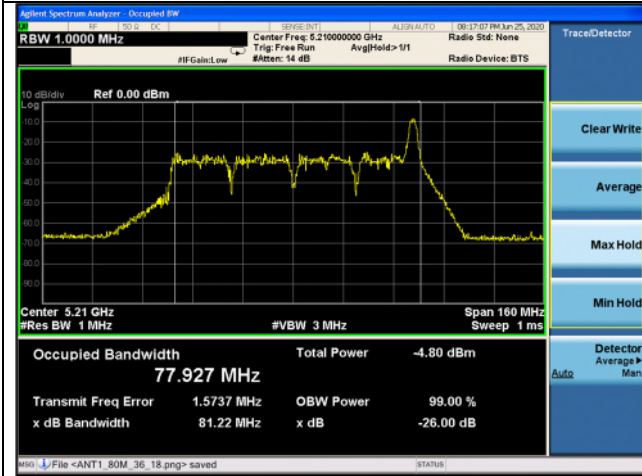 Agilent Spectrum Analyzer - Occupied BW
RF 50 Ω DC SENSE:INT ALIGN AUTO 08:17:07 PM Jun 25, 2020
RBW 1.0000 MHz Center Freq: 5.210000000 GHz Radio Std: None
Trig: Free Run Avg|Hold:>1/1
#IFGain:Low #Atten: 14 dB Radio Device: BTS
Trace/Detector
10 dB/div Ref 0.00 dBm
Log
-10.0
-20.0
-30.0
-40.0
-50.0
-60.0
-70.0
-80.0
-90.0
Center 5.21 GHz Span 160 MHz
#Res BW 1 MHz #VBW 3 MHz Sweep 1 ms
Occupied Bandwidth Total Power -4.80 dBm
77.927 MHz
Transmit Freq Error 1.5737 MHz OBW Power 99.00 %
x dB Bandwidth 81.22 MHz x dB -26.00 dB
Clear Write
Average
Max Hold
Min Hold
Detector
Average
Auto Man
MSG File <ANT1_80M_36_18.png> saved STATUS